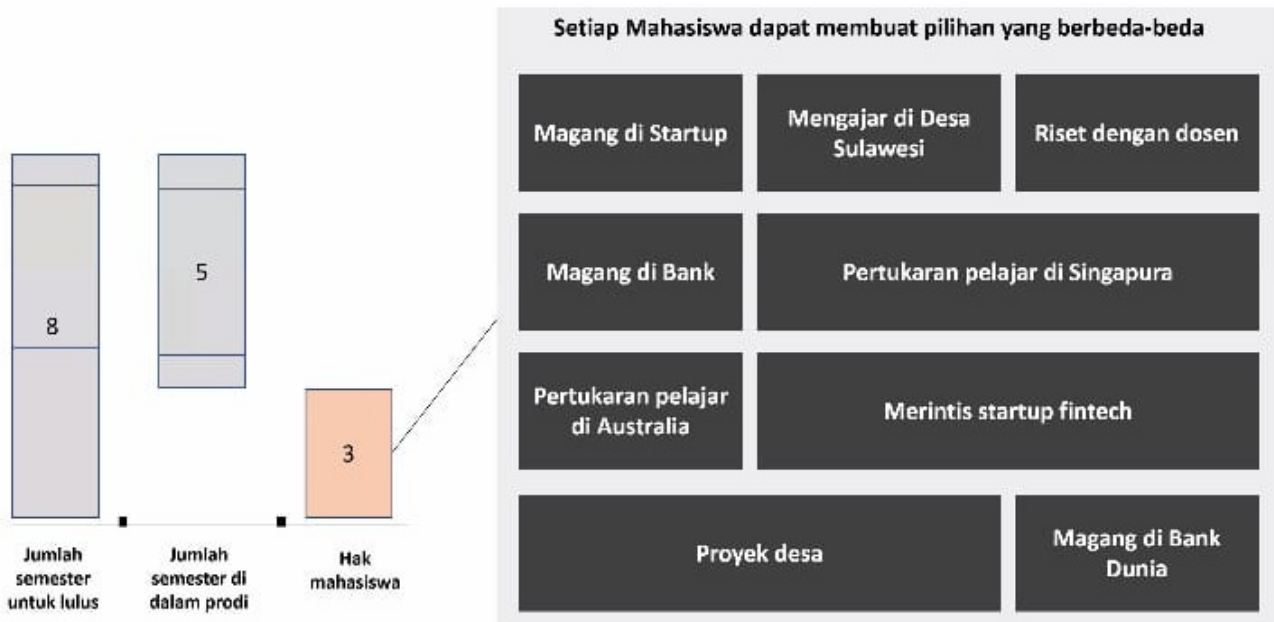 Setiap Mahasiswa dapat membuat pilihan yang berbeda-beda
Magang di Startup
Mengajar di Desa
Sulawesi
Riset dengan dosen
Magang di Bank
Pertukaran pelajar di Singapura
Pertukaran pelajar
di Australia
Merintis startup fintech
Proyek desa
Magang di Bank
Dunia
8
5
3
Jumlah
semester
untuk lulus
Jumlah
semester di
dalam prodi
Hak
mahasiswa